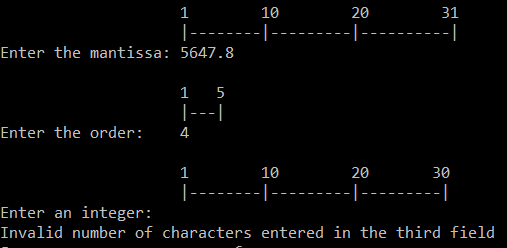 1 10 20 31
|--------|---------|----------|
Enter the mantissa: 5647.8
1 5
|---|
Enter the order: 4
1 10 20 30
|--------|---------|---------|
Enter an integer:
Invalid number of characters entered in the third field